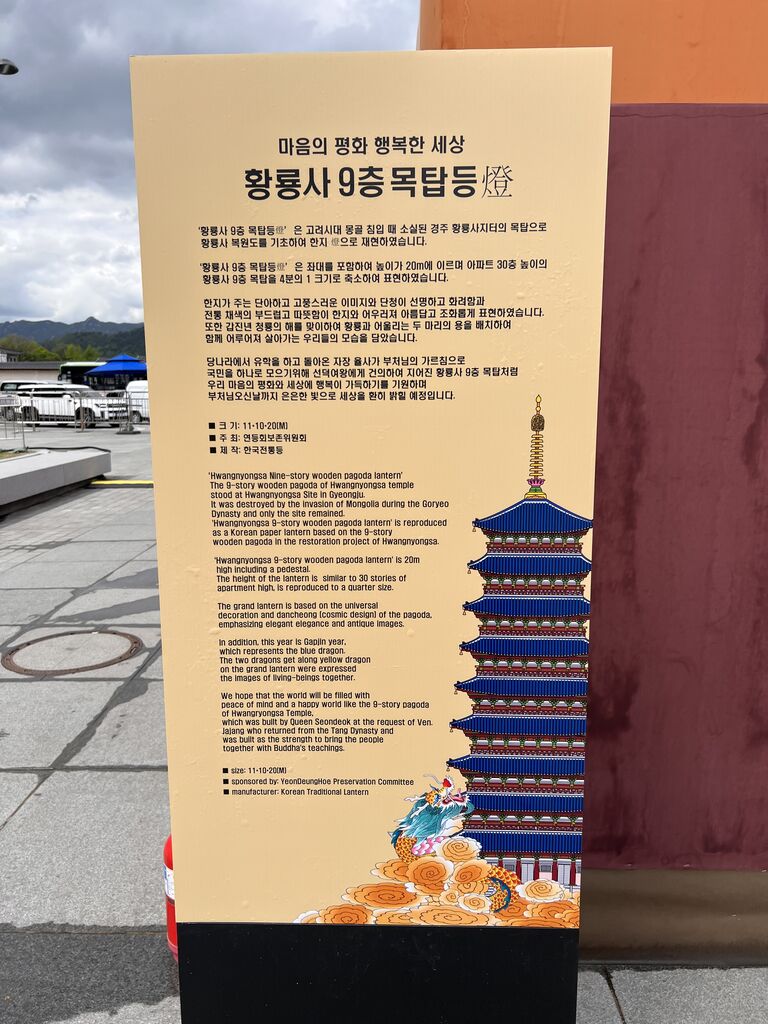 마음의 평화 행복한 세상
황룡사 9층 목탑등燈
'황룡사 9층 목탑등燈' 은 고려시대 몽골 침입 때 소실된 경주 황룡사지터의 목탑으로
황룡사 복원도를 기초하여 한지 燈으로 재현하였습니다.
'황룡사 9층 목탑등燈' 은 좌대를 포함하여 높이가 20m에 이르며 아파트 30층 높이의
황룡사 9층 목탑을 4분의 1 크기로 축소하여 표현하였습니다.
한지가 주는 단아하고 고풍스러운 이미지와 단청이 선명하고 화려함과
전통 채색의 부드럽고 따뜻함이 한지와 어우러져 아름답고 조화롭게 표현하였습니다.
또한 갑진년 청룡의 해를 맞이하여 황룡과 어울리는 두 마리의 용을 배치하여
함께 어루어져 살아가는 우리들의 모습을 담았습니다.
당나라에서 유학을 하고 돌아온 자장 율사가 부처님의 가르침으로
국민을 하나로 모으기위해 선덕여왕에게 건의하여 지어진 황룡사 9층 목탑처럼
우리 마음의 평화와 세상에 행복이 가득하기를 기원하며
부처님오신날까지 은은한 빛으로 세상을 환히 밝힐 예정입니다.
■ 크 기: 11•10•20(M)
■ 주 최: 연등회보존위원회
■ 제 작: 한국전통등
'Hwangnyongsa Nine-story wooden pagoda lantern'
The 9-story wooden pagoda of Hwangnyongsa temple
stood at Hwangnyongsa Site in Gyeongju.
It was destroyed by the invasion of Mongolia during the Goryeo
Dynasty and only the site remained.
'Hwangnyongsa 9-story wooden pagoda lantern' is reproduced
as a Korean paper lantern based on the 9-story
wooden pagoda in the restoration project of Hwangnyongsa.
'Hwangnyongsa 9-story wooden pagoda lantern' is 20m
high including a pedestal.
The height of the lantern is similar to 30 stories of
apartment high, is reproduced to a quarter size.
The grand lantern is based on the universal
decoration and dancheong (cosmic design) of the pagoda,
emphasizing elegant elegance and antique images.
In addition, this year is Gapjin year,
which represents the blue dragon.
The two dragons get along yellow dragon
on the grand lantern were expressed
the images of living-beings together.
We hope that the world will be filled with
peace of mind and a happy world like the 9-story pagoda
of Hwangryongsa Temple,
which was built by Queen Seondeok at the request of Ven.
Jajang who returned from the Tang Dynasty and
was built as the strength to bring the people
together with Buddha's teachings.
■ size: 11•10•20(M)
■ sponsored by: YeonDeungHoe Preservation Committee
■ manufacturer: Korean Traditional Lantern